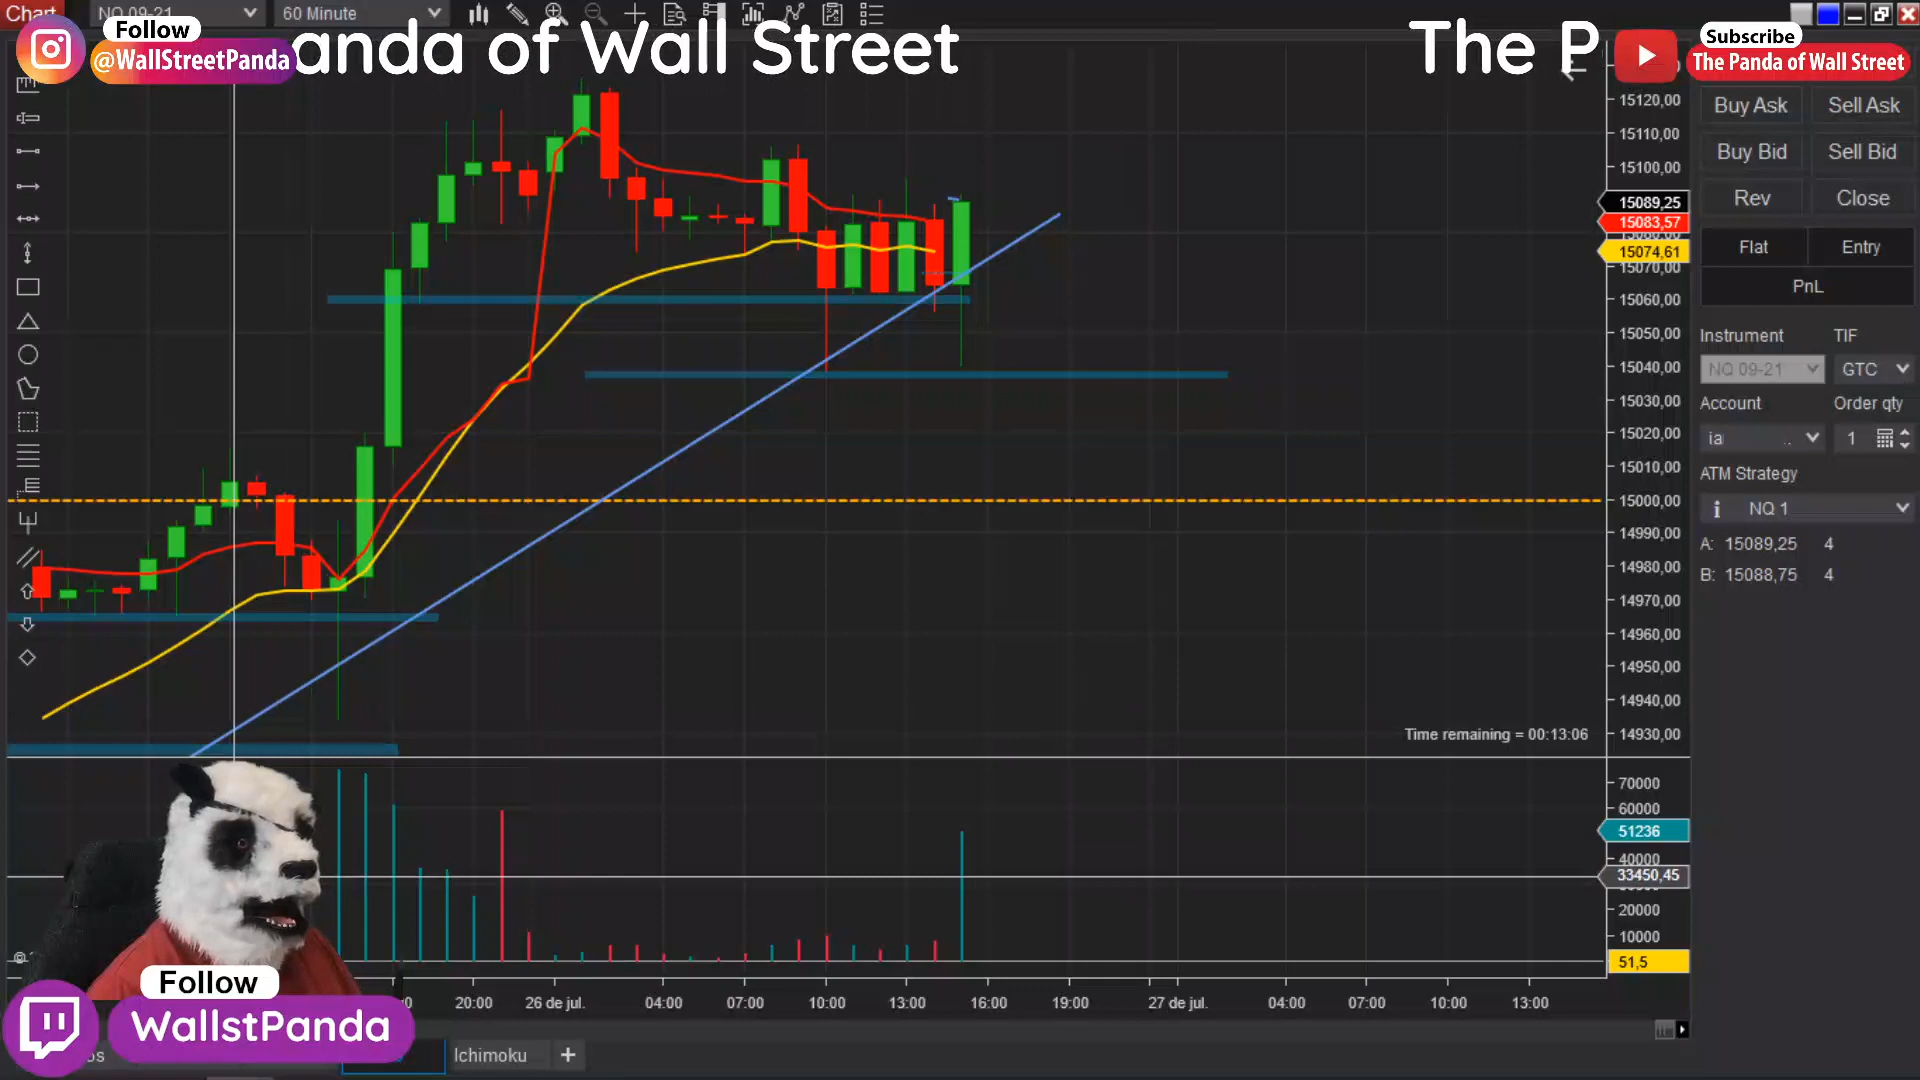 Chart
NQ 09-21
60 Minute
Follow
@WallStreetPanda
anda of Wall Street
The P
Subscribe
The Panda of Wall Street
15120,00
15110,00
15100,00
15089,25
15083,57
15074,61
15070,00
15060,00
15050,00
15040,00
15030,00
15020,00
15010,00
15000,00
14990,00
14980,00
14970,00
14960,00
14950,00
14940,00
14930,00
Time remaining = 00:13:06
70000
60000
51236
40000
33450,45
20000
10000
51,5
Buy Ask
Sell Ask
Buy Bid
Sell Bid
Rev
Close
Flat
Entry
PnL
Instrument
TIF
NQ 09-21
GTC
Account
Order qty
ia
1
ATM Strategy
NQ 1
A: 15089,25 4
B: 15088,75 4
20:00
26 de jul.
04:00
07:00
10:00
13:00
16:00
19:00
27 de jul.
04:00
07:00
10:00
13:00
Follow
WallstPanda
os
Ichimoku
+